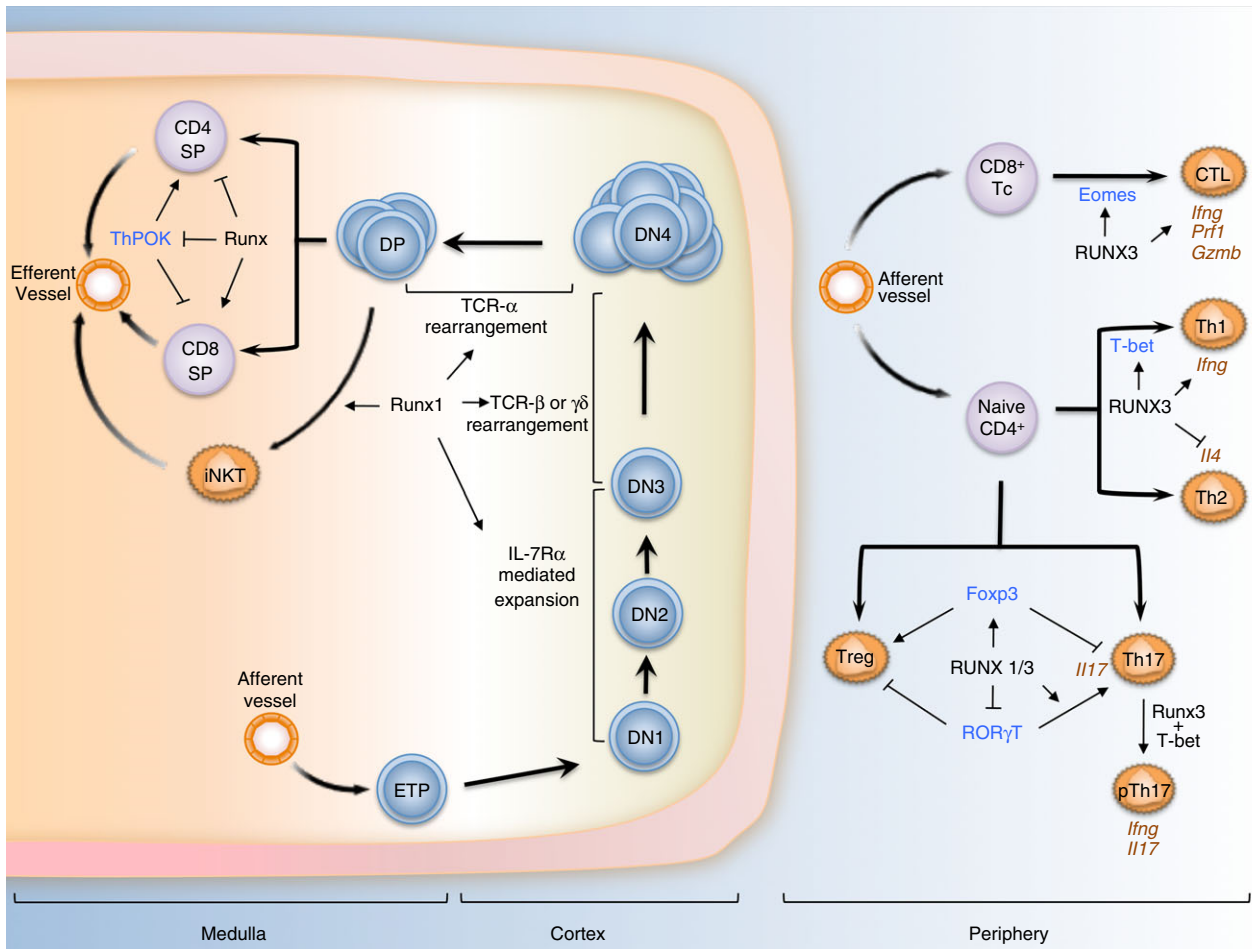 CD4
SP
ThPOK
Runx
Efferent
Vessel
CD8
SP
iNKT
DP
DN4
TCR-α
rearrangement
Runx1
TCR-β or γδ
rearrangement
DN3
IL-7Rα
mediated
expansion
DN2
DN1
Afferent
vessel
ETP
CD8+
Tc
CTL
Eomes
RUNX3
Ifng
Prf1
Gzmb
Afferent
vessel
Th1
T-bet
Ifng
Naive
CD4+
RUNX3
Il4
Th2
Foxp3
Treg
RUNX 1/3
Il17
Th17
RORγT
Runx3
+
T-bet
pTh17
Ifng
Il17
Medulla
Cortex
Periphery